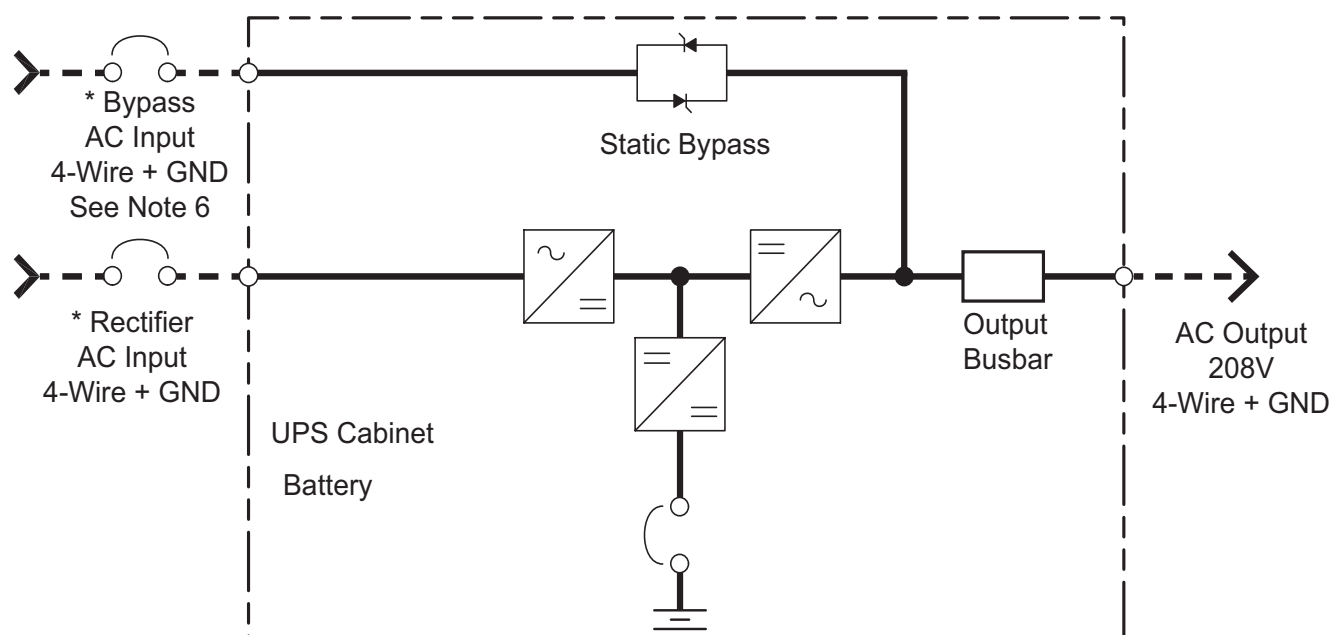 * Bypass
AC Input
4-Wire + GND
See Note 6
Static Bypass
* Rectifier
AC Input
4-Wire + GND
Output
Busbar
AC Output
208V
4-Wire + GND
UPS Cabinet
Battery